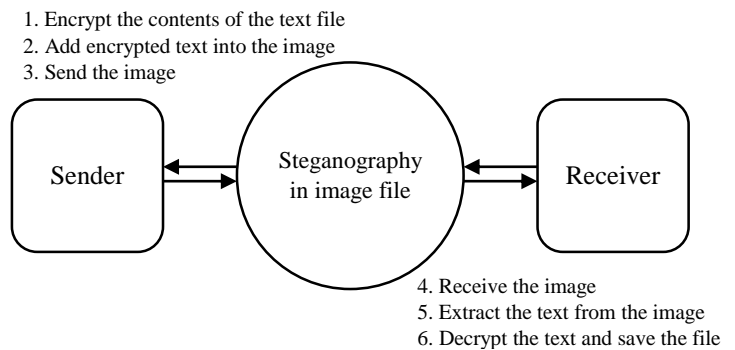 1. Encrypt the contents of the text file
2. Add encrypted text into the image
3. Send the image
Sender
Steganography
in image file
Receiver
4. Receive the image
5. Extract the text from the image
6. Decrypt the text and save the file